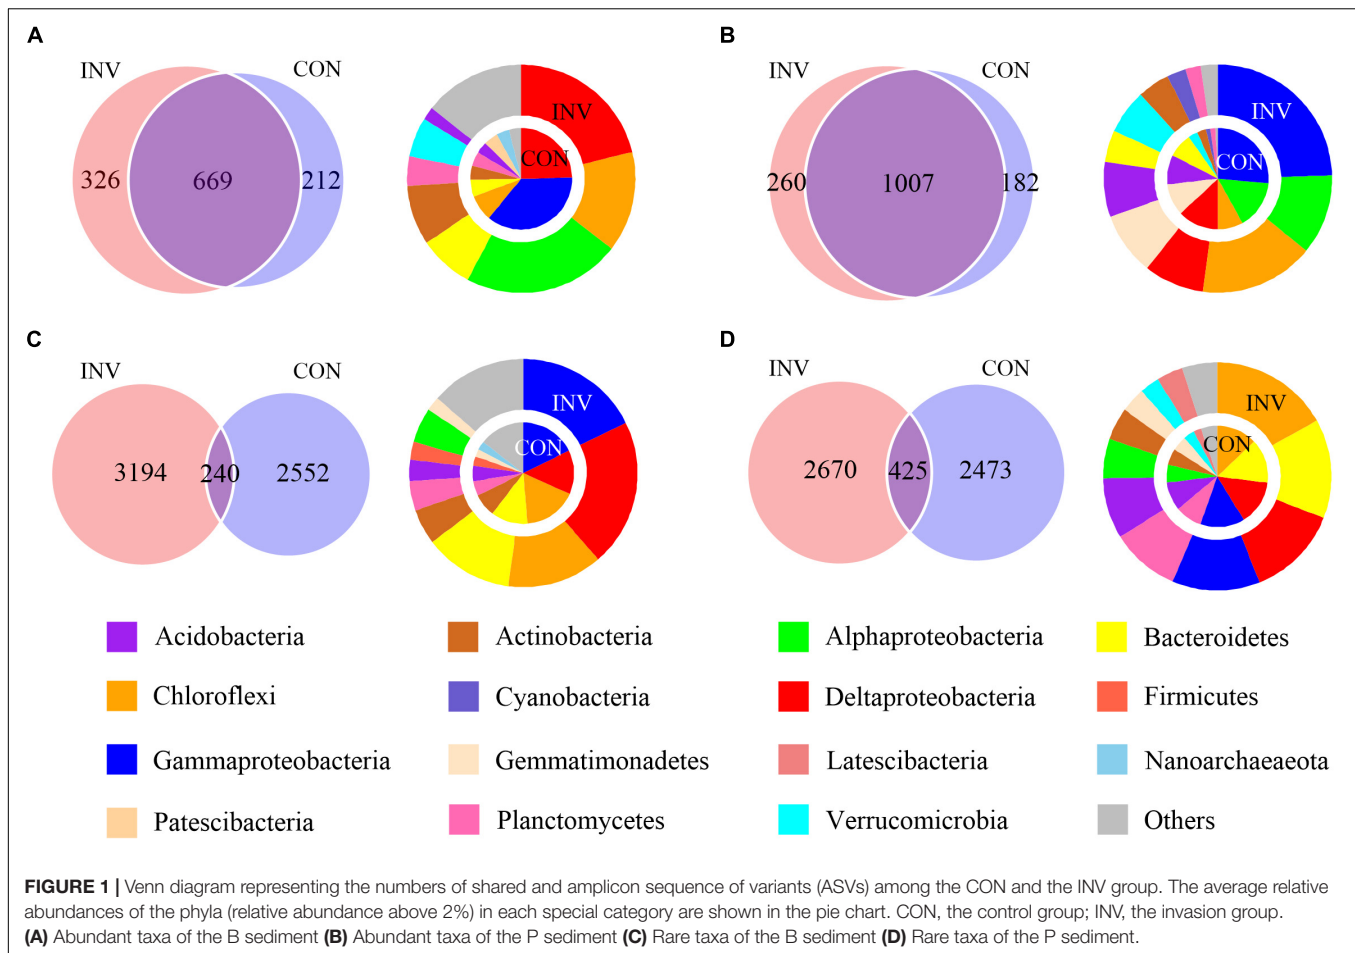 A
INV
CON
326
669
212
INV
CON
B
INV
CON
260
1007
182
INV
CON
C
INV
CON
3194
240
2552
INV
CON
D
INV
CON
2670
425
2473
INV
CON
Acidobacteria
Actinobacteria
Alphaproteobacteria
Bacteroidetes
Chloroflexi
Cyanobacteria
Deltaproteobacteria
Firmicutes
Gammaproteobacteria
Gemmatimonadetes
Latescibacteria
Nanoarchaeaeota
Patescibacteria
Planctomycetes
Verrucomicrobia
Others
FIGURE 1 | Venn diagram representing the numbers of shared and amplicon sequence of variants (ASVs) among the CON and the INV group. The average relative
abundances of the phyla (relative abundance above 2%) in each special category are shown in the pie chart. CON, the control group; INV, the invasion group.
(A) Abundant taxa of the B sediment (B) Abundant taxa of the P sediment (C) Rare taxa of the B sediment (D) Rare taxa of the P sediment.